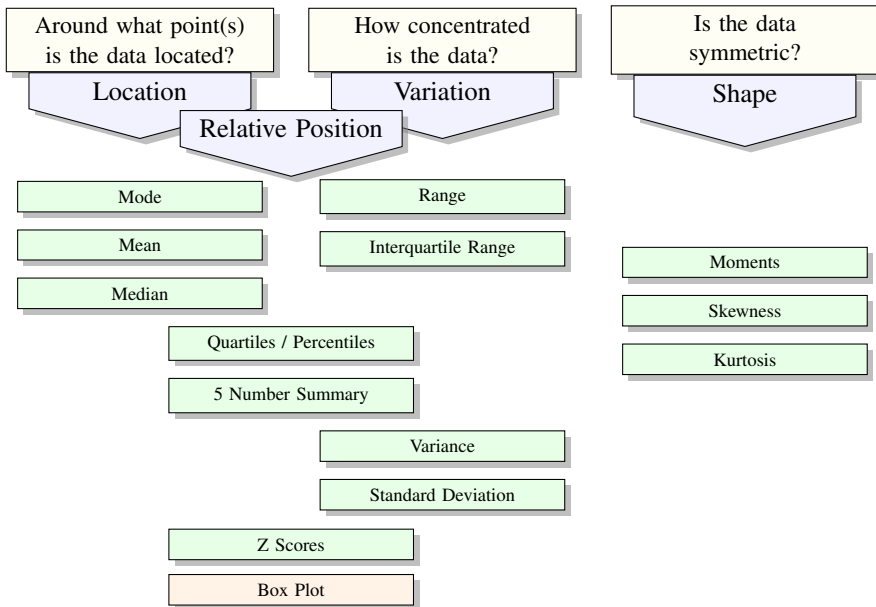 Around what point(s)
is the data located?
How concentrated
is the data?
Is the data
symmetric?
Location
Variation
Shape
Relative Position
Mode
Range
Mean
Interquartile Range
Moments
Median
Skewness
Quartiles / Percentiles
Kurtosis
5 Number Summary
Variance
Standard Deviation
Z Scores
Box Plot